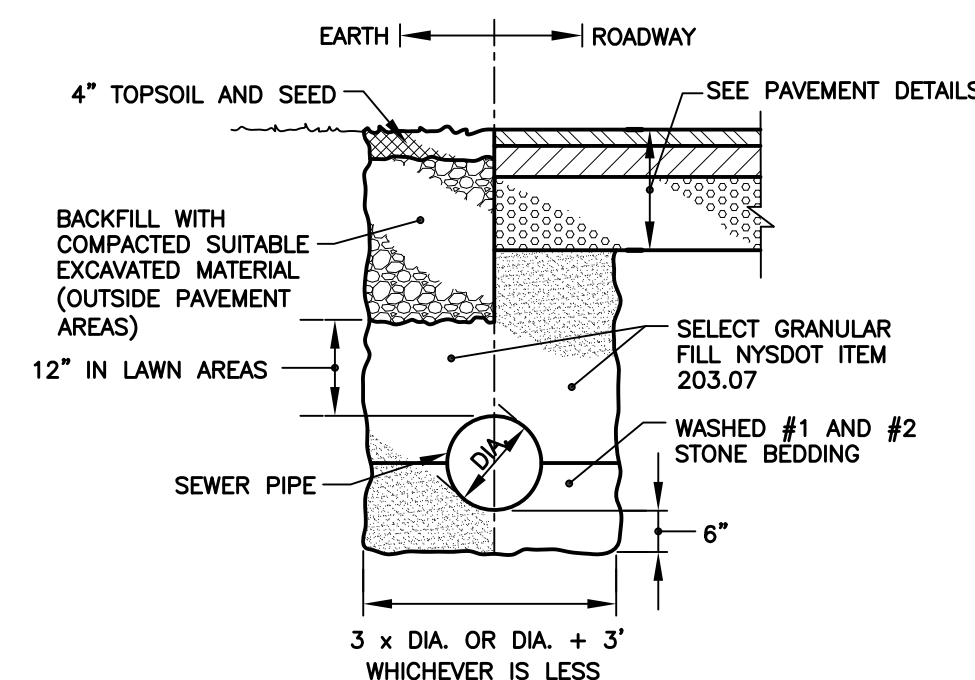 EARTH
ROADWAY
4" TOPSOIL AND SEED
SEE PAVEMENT DETAILS
BACKFILL WITH
COMPACTED SUITABLE
EXCAVATED MATERIAL
(OUTSIDE PAVEMENT
AREAS)
SELECT GRANULAR
FILL NYSDOT ITEM
203.07
12" IN LAWN AREAS
WASHED #1 AND #2
STONE BEDDING
DIA.
SEWER PIPE
6"
3 x DIA. OR DIA. + 3'
WHICHEVER IS LESS